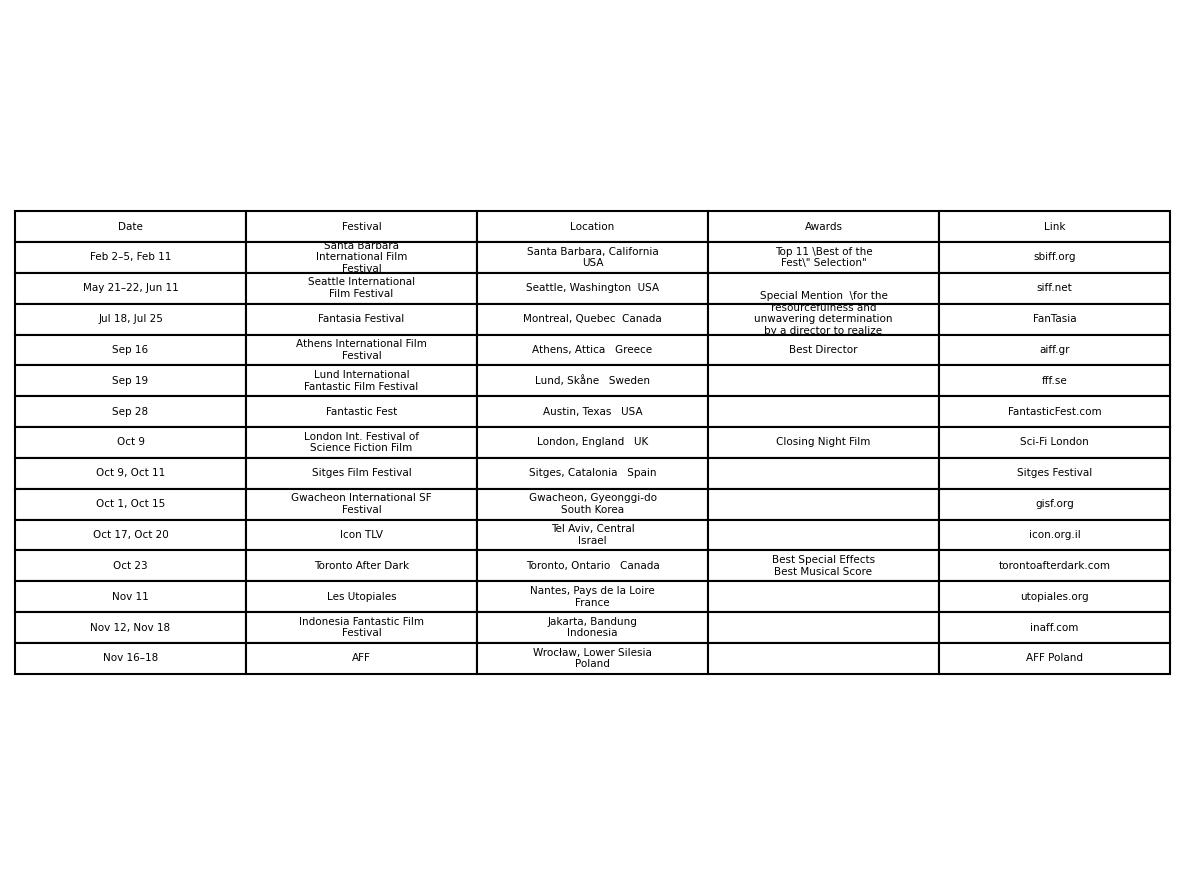 Date Festival Location Awards Link
Feb 2–5, Feb 11
Santa Barbara
International Film
Festival
Santa Barbara, California
USA
Top 11 \Best of the
Fest\" Selection"
sbiff.org
May 21–22, Jun 11
Seattle International
Film Festival
Seattle, Washington  USA
siff.net
Jul 18, Jul 25
Fantasia Festival
Montreal, Quebec  Canada
Special Mention  \for the
resourcefulness and
unwavering determination
by a director to realize
FanTasia
Sep 16
Athens International Film
Festival
Athens, Attica   Greece
Best Director
aiff.gr
Sep 19
Lund International
Fantastic Film Festival
Lund, Skåne   Sweden
fff.se
Sep 28
Fantastic Fest
Austin, Texas   USA
FantasticFest.com
Oct 9
London Int. Festival of
Science Fiction Film
London, England   UK
Closing Night Film
Sci-Fi London
Oct 9, Oct 11
Sitges Film Festival
Sitges, Catalonia   Spain
Sitges Festival
Oct 1, Oct 15
Gwacheon International SF
Festival
Gwacheon, Gyeonggi-do
South Korea
gisf.org
Oct 17, Oct 20
Icon TLV
Tel Aviv, Central
Israel
icon.org.il
Oct 23
Toronto After Dark
Toronto, Ontario   Canada
Best Special Effects
Best Musical Score
torontoafterdark.com
Nov 11
Les Utopiales
Nantes, Pays de la Loire
France
utopiales.org
Nov 12, Nov 18
Indonesia Fantastic Film
Festival
Jakarta, Bandung
Indonesia
inaff.com
Nov 16–18
AFF
Wrocław, Lower Silesia
Poland
AFF Poland